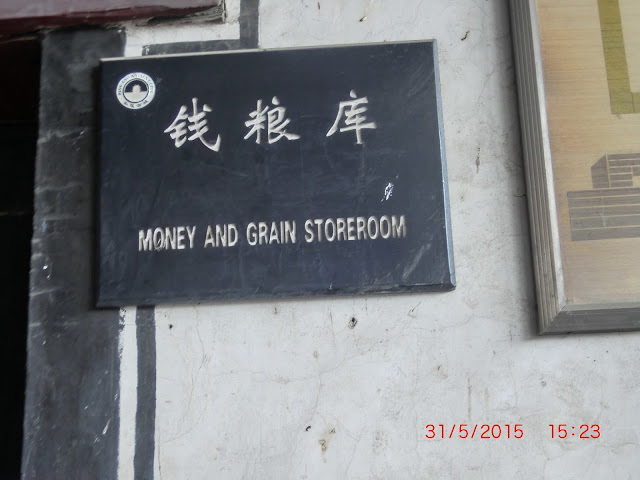 钱粮库
MONEY AND GRAIN STOREROOM
31/5/2015 15:23